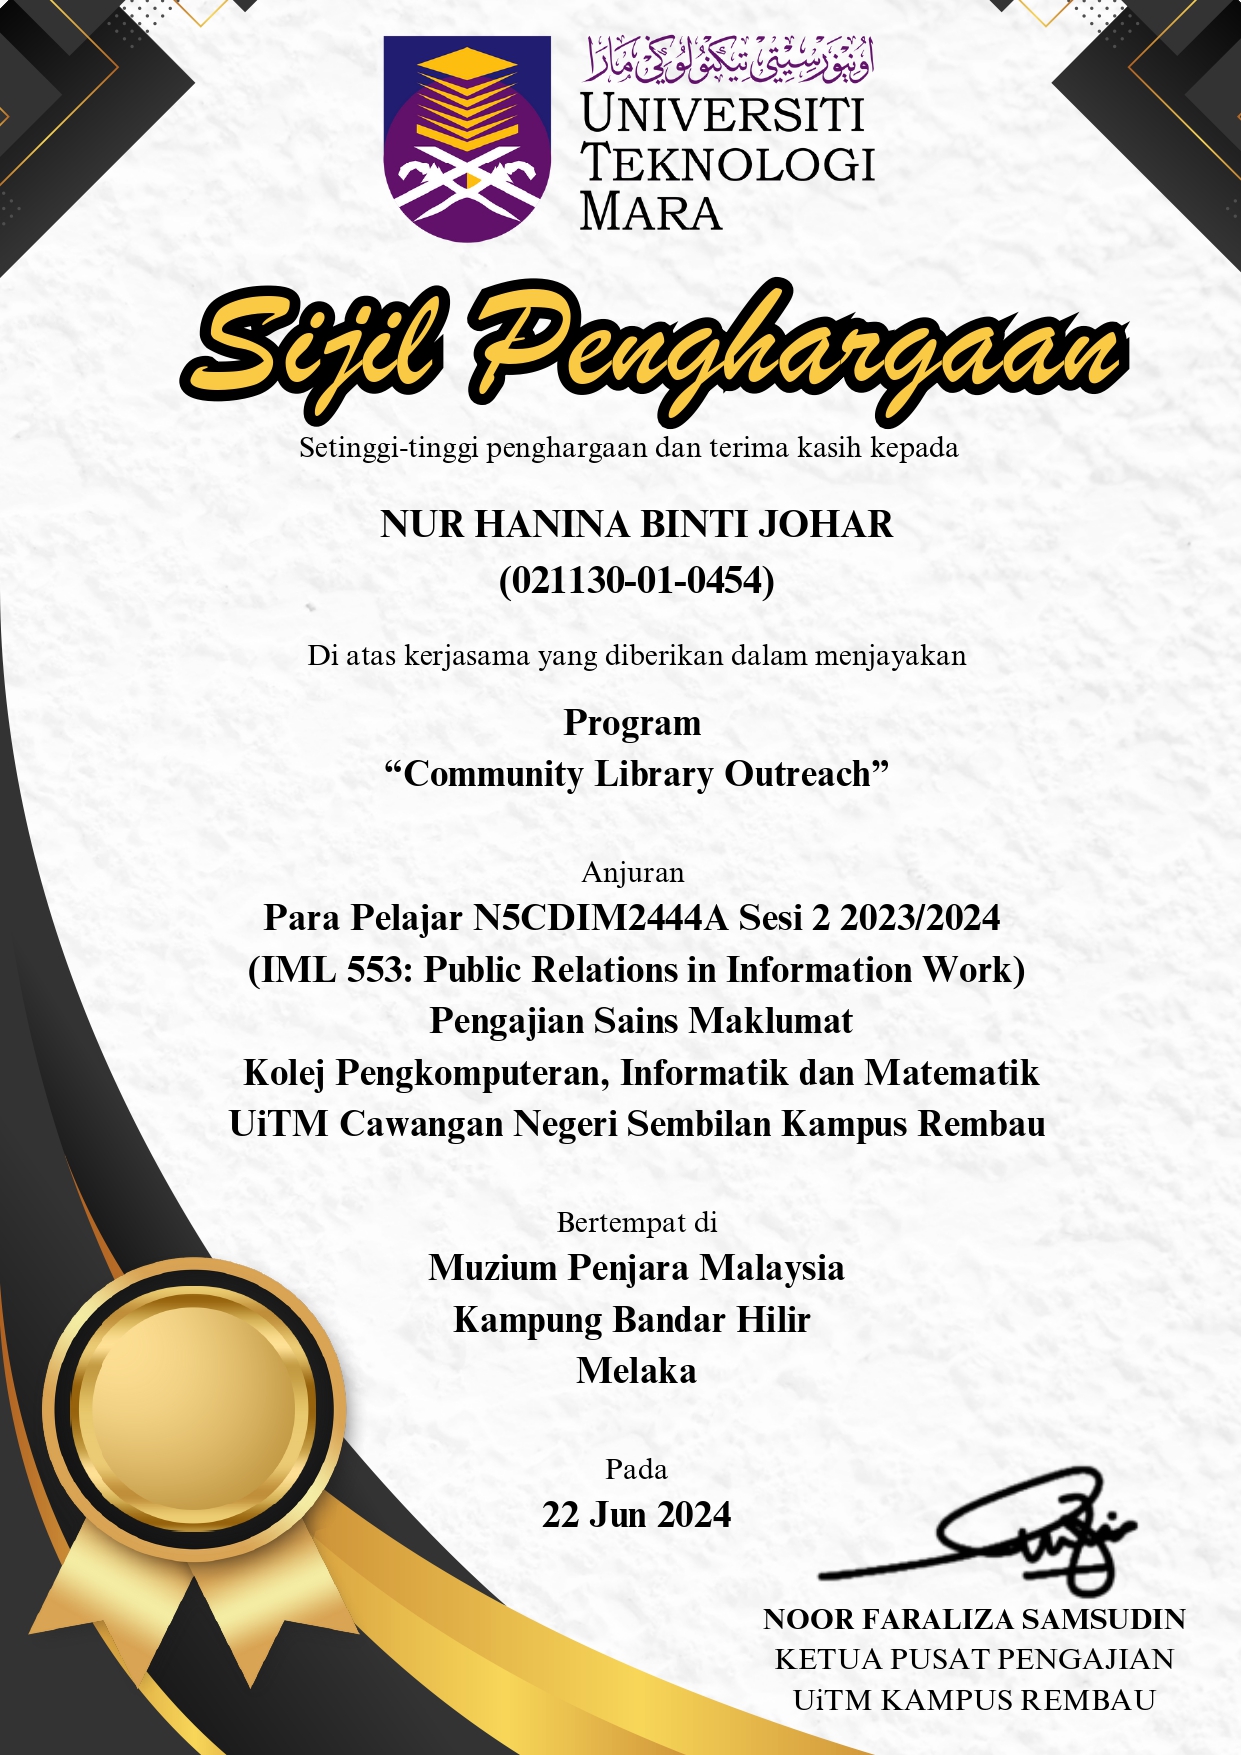 اونيۏرسيتي تيكنولوڬي مارا
UNIVERSITI
TEKNOLOGI
MARA
Sijil Penghargaan
Setinggi-tinggi penghargaan dan terima kasih kepada
NUR HANINA BINTI JOHAR
(021130-01-0454)
Di atas kerjasama yang diberikan dalam menjayakan
Program
“Community Library Outreach”
Anjuran
Para Pelajar N5CDIM2444A Sesi 2 2023/2024
(IML 553: Public Relations in Information Work)
Pengajian Sains Maklumat
Kolej Pengkomputeran, Informatik dan Matematik
UiTM Cawangan Negeri Sembilan Kampus Rembau
Bertempat di
Muzium Penjara Malaysia
Kampung Bandar Hilir
Melaka
Pada
22 Jun 2024
NOOR FARALIZA SAMSUDIN
KETUA PUSAT PENGAJIAN
UiTM KAMPUS REMBAU